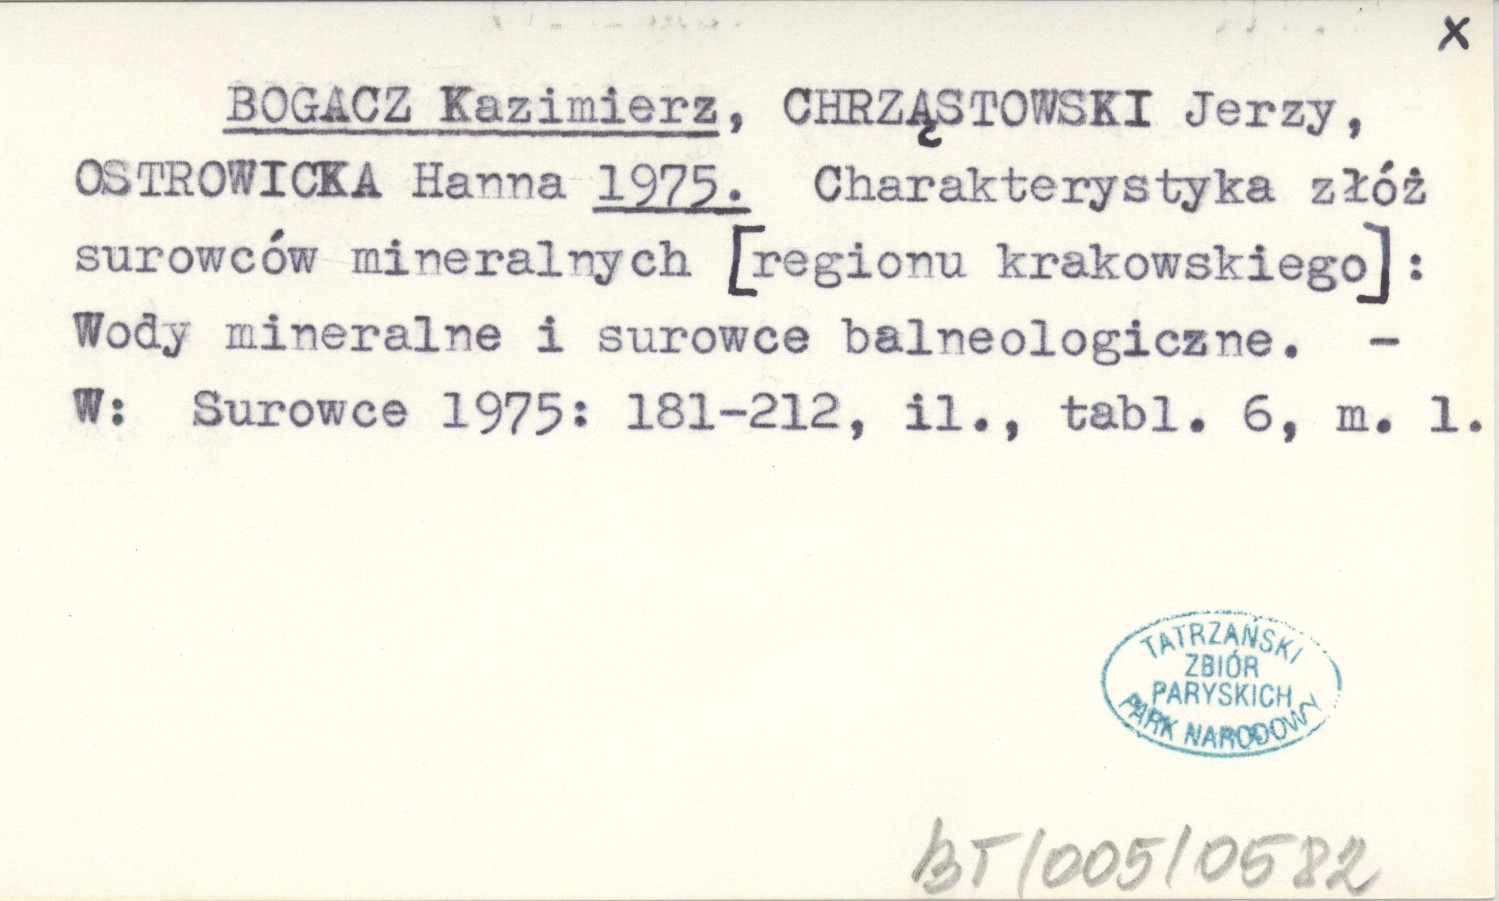 x
BOGACZ Kazimierz, CHRZĄSTOWSKI Jerzy,
OSTROWICKA Hanna 1975. Charakterystyka złóż
surowców mineralnych [regionu krakowskiego]:
Wody mineralne i surowce balneologiczne. -
W: Surowce 1975: 181-212, il., tabl. 6, m. 1.
TATRZAŃSKI
ZBIÓR
PARYSKICH
PARK NARODOWY
BT/005/0582